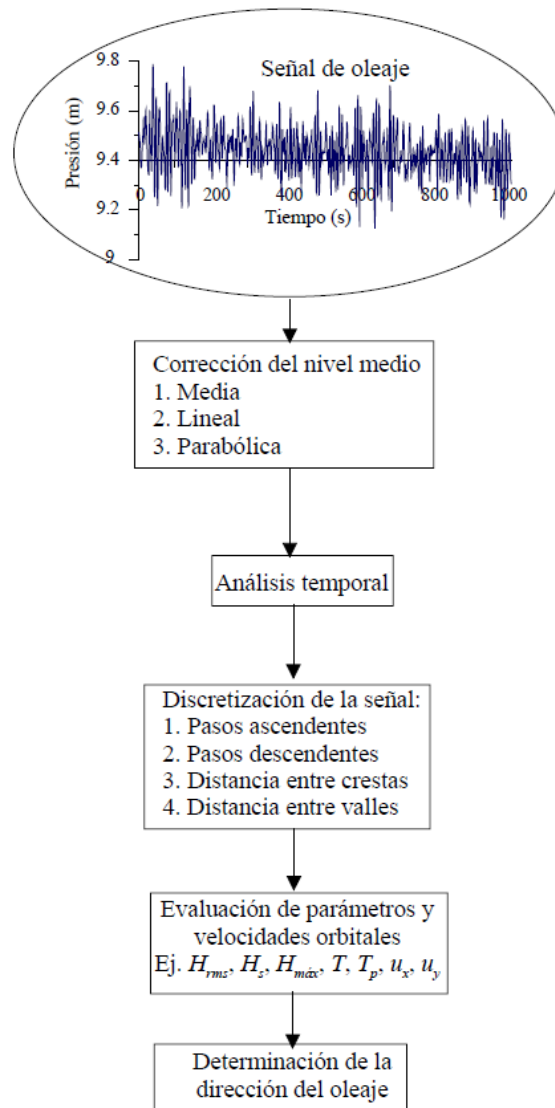 9.8
Señal de oleaje
9.6
Presión (m)
9.4
0
200
400
600
800
1000
9.2
Tiempo (s)
9
Corrección del nivel medio
1. Media
2. Lineal
3. Parabólica
Análisis temporal
Discretización de la señal:
1. Pasos ascendentes
2. Pasos descendentes
3. Distancia entre crestas
4. Distancia entre valles
Evaluación de parámetros y
velocidades orbitales
Ej. Hrms, Hs, Hmáx, T, Tp, ux, uy
Determinación de la
dirección del oleaje